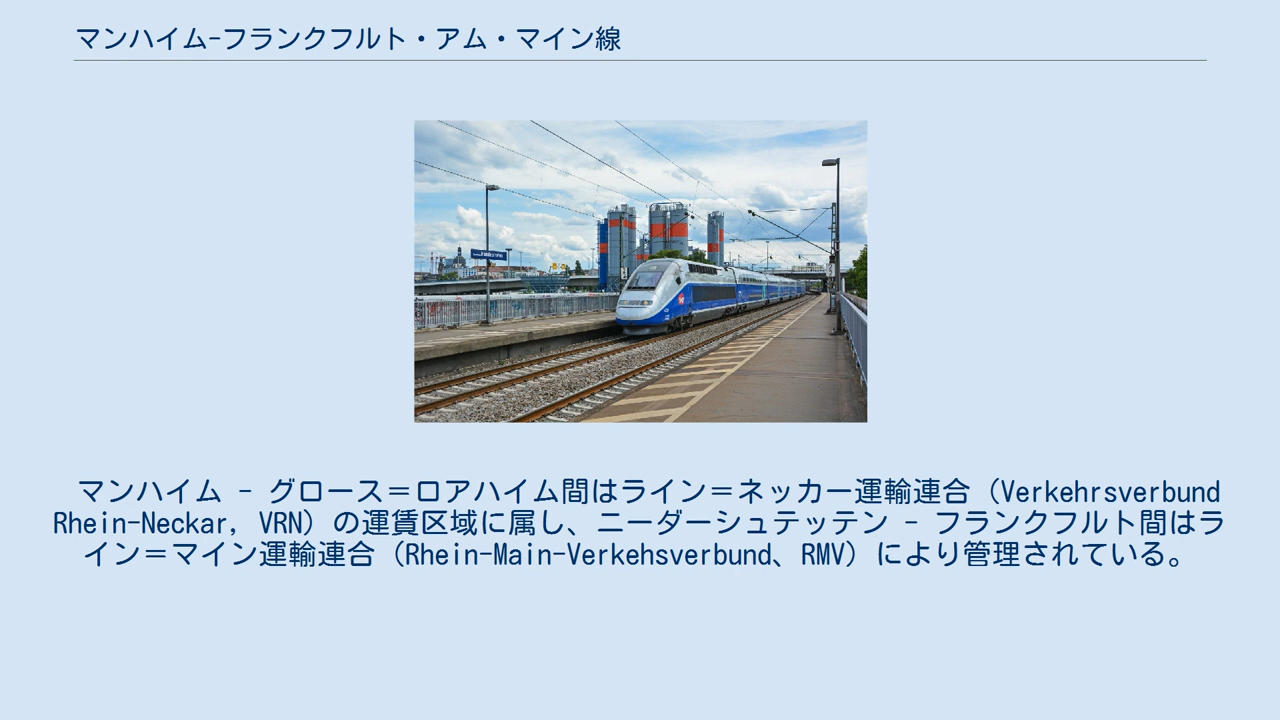 マンハイム-フランクフルト・アム・マイン線
マンハイム - グロース＝ロアハイム間はライン＝ネッカー運輸連合（Verkehrsverbund
Rhein-Neckar, VRN）の運賃区域に属し、ニーダーシュテッテン - フランクフルト間はラ
イン＝マイン運輸連合（Rhein-Main-Verkehsverbund、RMV）により管理されている。